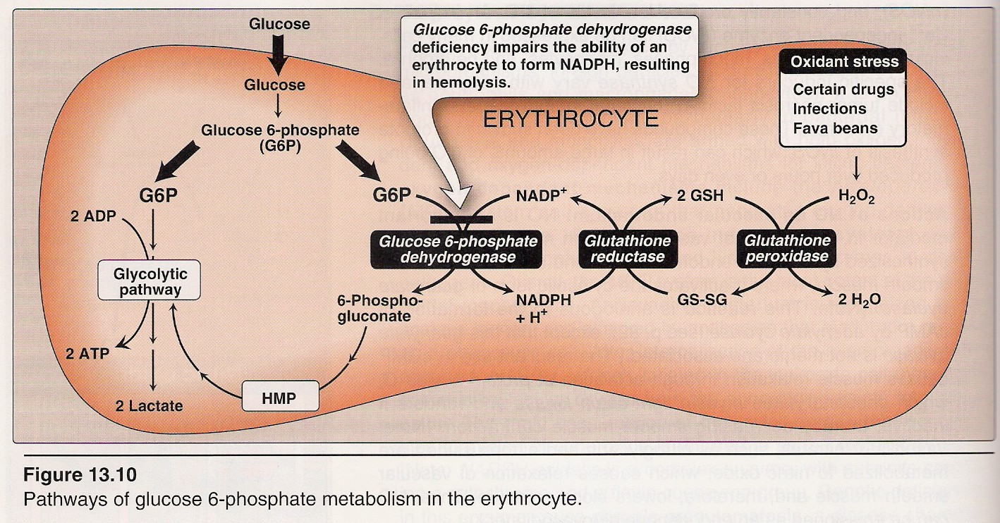 Glucose
Glucose 6-phosphate dehydrogenase
deficiency impairs the ability of an
erythrocyte to form NADPH, resulting
in hemolysis.
Oxidant stress
Certain drugs
Infections
Fava beans
Glucose
ERYTHROCYTE
Glucose 6-phosphate
(G6P)
G6P
G6P
NADP⁺
2 GSH
H₂O₂
2 ADP
Glucose 6-phosphate
dehydrogenase
Glutathione
reductase
Glutathione
peroxidase
Glycolytic
pathway
6-Phospho-
gluconate
NADPH
+ H⁺
GS-SG
2 H₂O
2 ATP
HMP
2 Lactate
Figure 13.10
Pathways of glucose 6-phosphate metabolism in the erythrocyte.